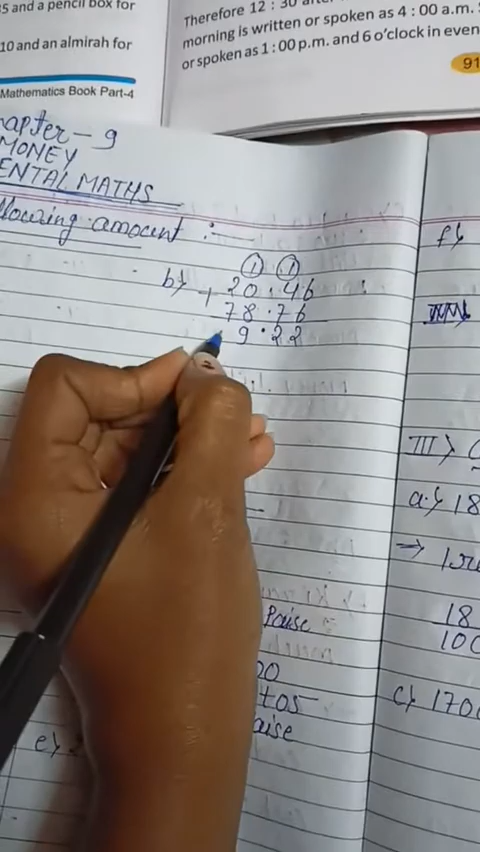 5 and a pencil box for
10 and an almirah for
Mathematics Book Part-4
Therefore 12 : 30
morning is written or spoken as 4 : 00 a.m.
or spoken as 1 : 00 p.m. and 6 o'clock in even
91
apter - 9
MONEY
ENTAL MATHS
llowing amount :-
① ①
b) + 20.46
78.76
9.22
Paise
20
+05
aise
e)
f)
III)
a) 18
⇒
18
100
c) 170